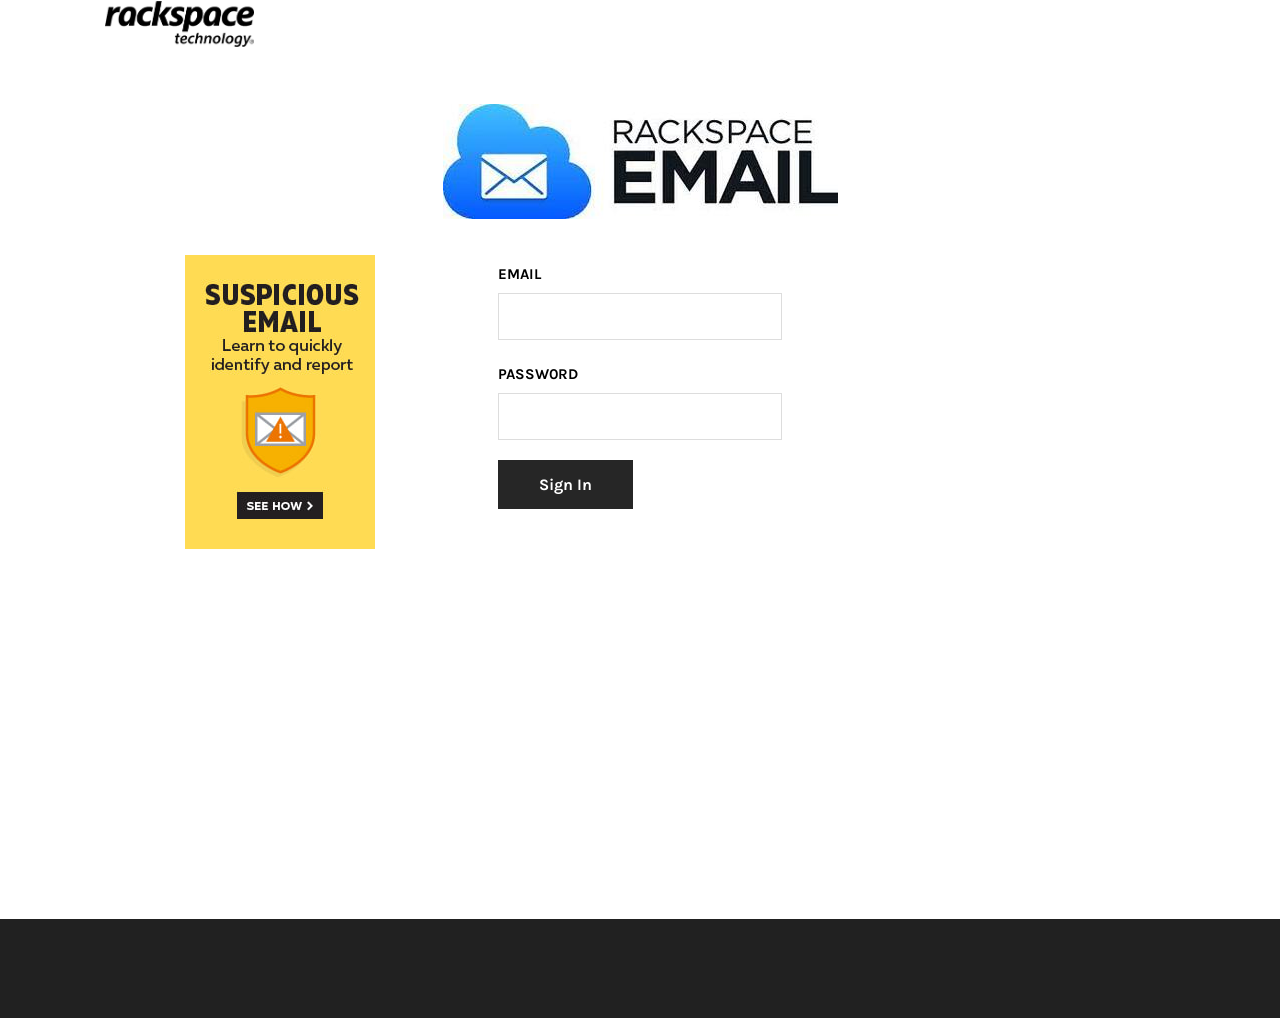 rackspace
technology®
RACKSPACE
EMAIL
SUSPICIOUS
EMAIL
Learn to quickly
identify and report
!
SEE HOW >
EMAIL
PASSWORD
Sign In